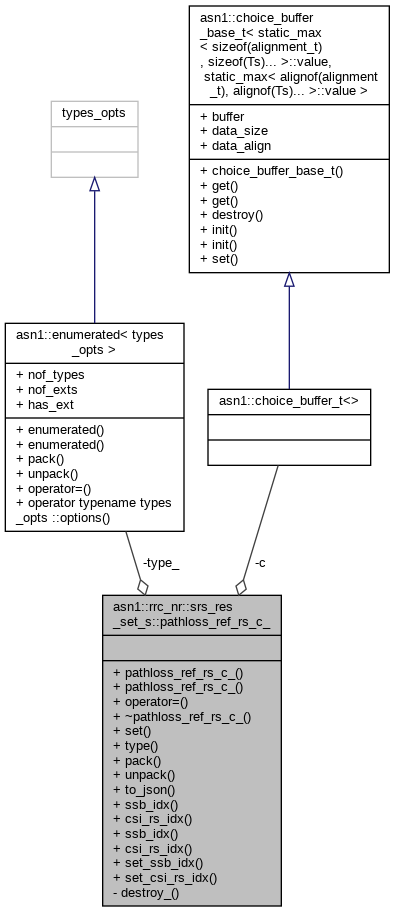 asn1::choice_buffer
_base_t< static_max
< sizeof(alignment_t)
, sizeof(Ts)... >::value,
static_max< alignof(alignment
_t), alignof(Ts)... >::value >
+ buffer
+ data_size
+ data_align
+ choice_buffer_base_t()
+ get()
+ get()
+ destroy()
+ init()
+ init()
+ set()
types_opts
asn1::enumerated< types
_opts >
+ nof_types
+ nof_exts
+ has_ext
+ enumerated()
+ enumerated()
+ pack()
+ unpack()
+ operator=()
+ operator typename types
_opts ::options()
asn1::choice_buffer_t<>
-type_
-c
asn1::rrc_nr::srs_res
_set_s::pathloss_ref_rs_c_
+ pathloss_ref_rs_c_()
+ pathloss_ref_rs_c_()
+ operator=()
+ ~pathloss_ref_rs_c_()
+ set()
+ type()
+ pack()
+ unpack()
+ to_json()
+ ssb_idx()
+ csi_rs_idx()
+ ssb_idx()
+ csi_rs_idx()
+ set_ssb_idx()
+ set_csi_rs_idx()
- destroy_()